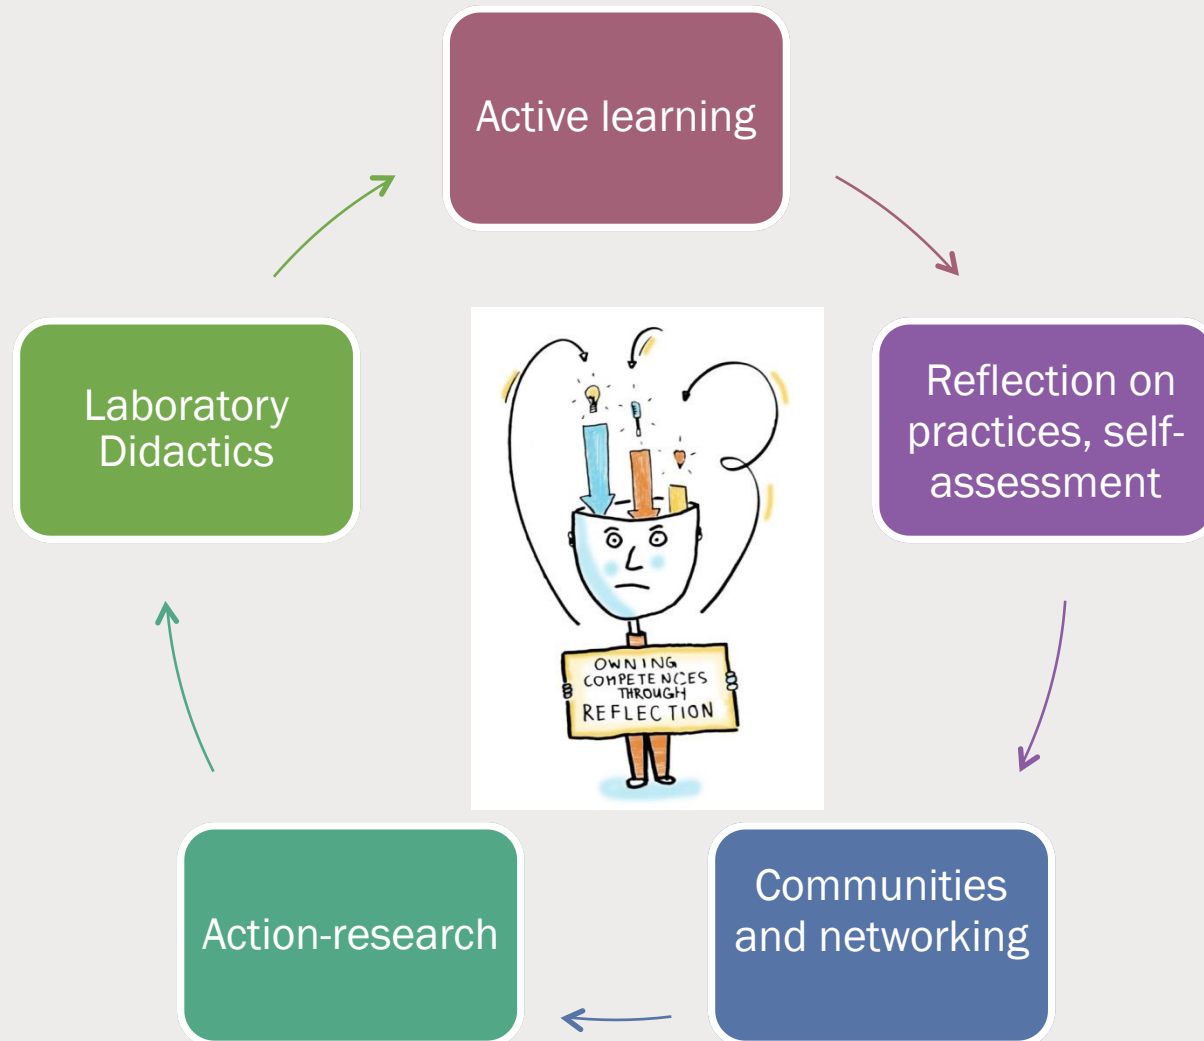 Active learning
Reflection on
practices, self-
assessment
Communities
and networking
Action-research
Laboratory
Didactics
OWNING
COMPETENCES
THROUGH
REFLECTION